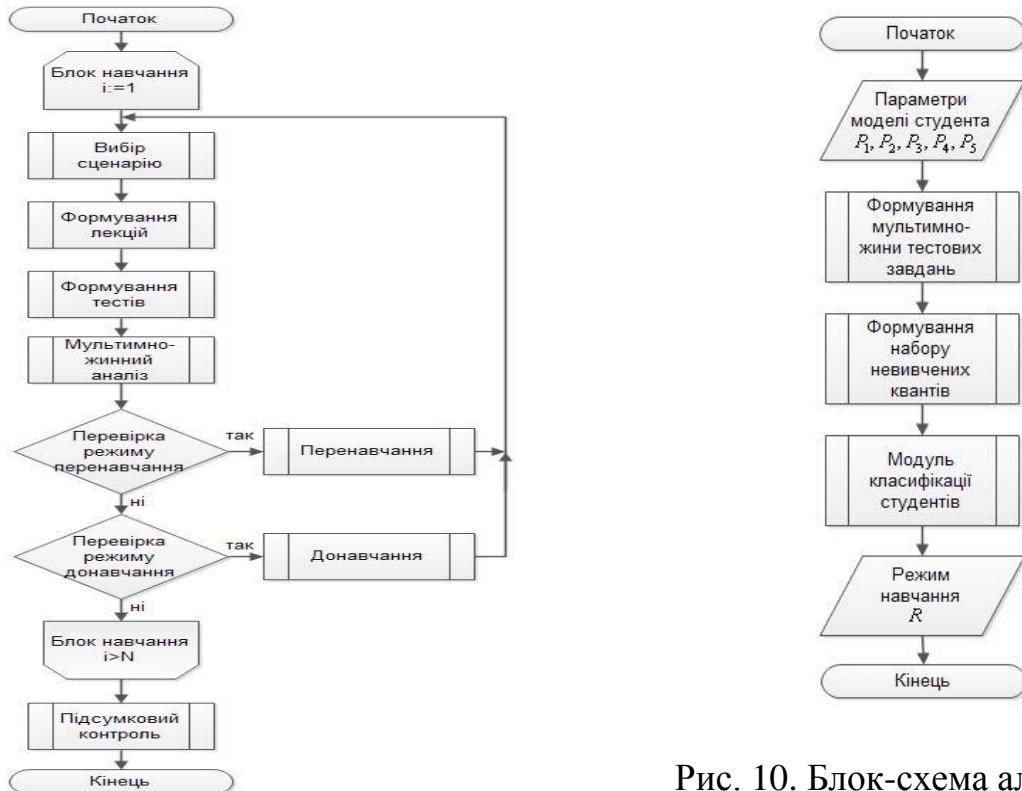 Початок
Блок навчання
i:=1
Вибір
сценарію
Формування
лекцій
Формування
тестів
Мультимно-
жинний
аналіз
Перевірка
режиму
перенавчання
так
Перенавчання
ні
Перевірка
режиму
донавчання
так
Донавчання
ні
Блок навчання
i>N
Підсумковий
контроль
Кінець
Початок
Параметри
моделі студента
P₁, P₂, P₃, P₄, P₅
Формування
мультимно-
жини тестових
завдань
Формування
набору
невивчених
квантів
Модуль
класифікації
студентів
Режим
навчання
R
Кінець
Рис. 10. Блок-схема